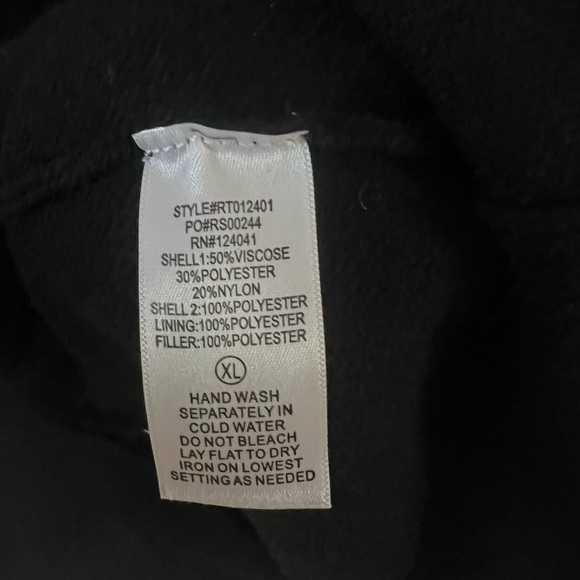 STYLE#RT012401
PO#RS00244
RN#124041
SHELL1:50%VISCOSE
30%POLYESTER
20%NYLON
SHELL 2:100%POLYESTER
LINING:100%POLYESTER
FILLER:100%POLYESTER
XL
HAND WASH
SEPARATELY IN
COLD WATER
DO NOT BLEACH
LAY FLAT TO DRY
IRON ON LOWEST
SETTING AS NEEDED